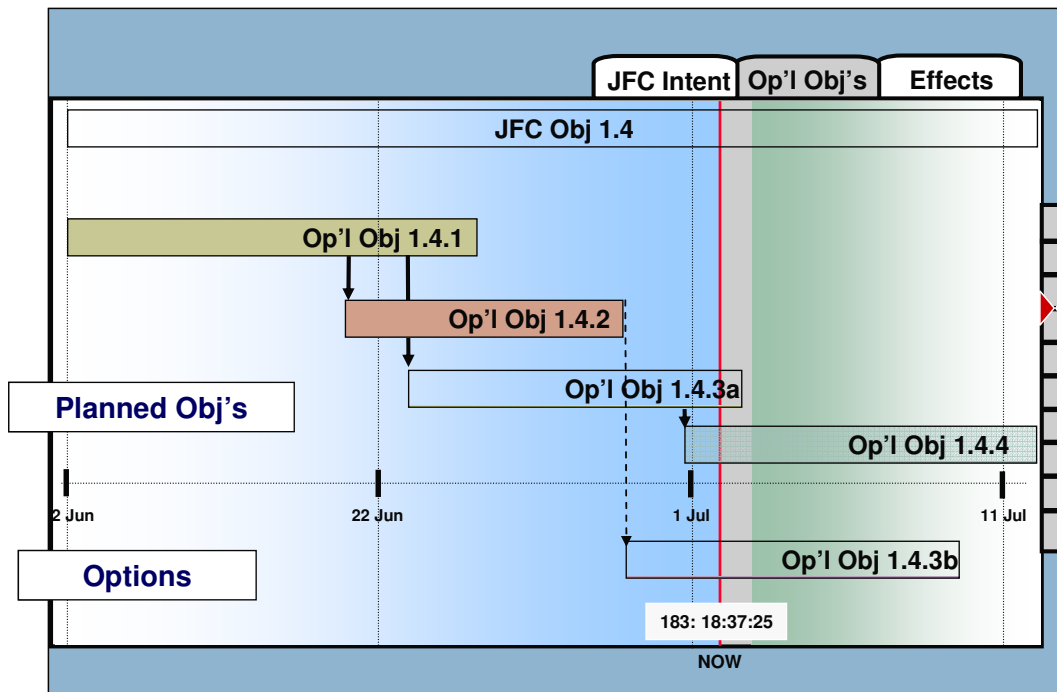 JFC Intent
Op'l Obj's
Effects
JFC Obj 1.4
Op'l Obj 1.4.1
Op'l Obj 1.4.2
Op'l Obj 1.4.3a
Planned Obj's
Op'l Obj 1.4.4
2 Jun
22 Jun
1 Jul
11 Jul
Op'l Obj 1.4.3b
Options
183: 18:37:25
NOW